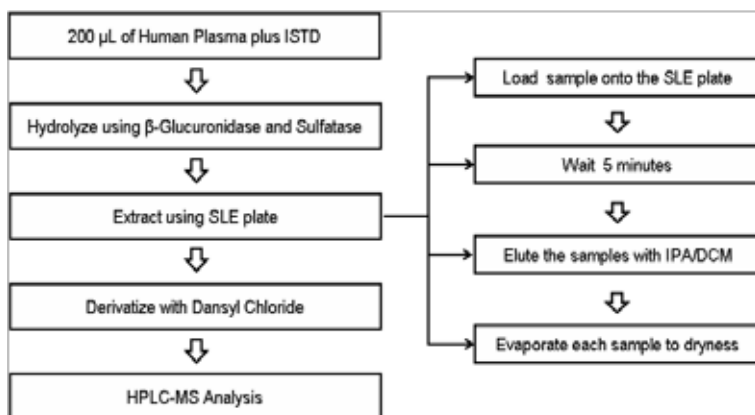 200 µL of Human Plasma plus ISTD
Hydrolyze using β-Glucuronidase and Sulfatase
Extract using SLE plate
Derivatize with Dansyl Chloride
HPLC-MS Analysis
Load sample onto the SLE plate
Wait 5 minutes
Elute the samples with IPA/DCM
Evaporate each sample to dryness